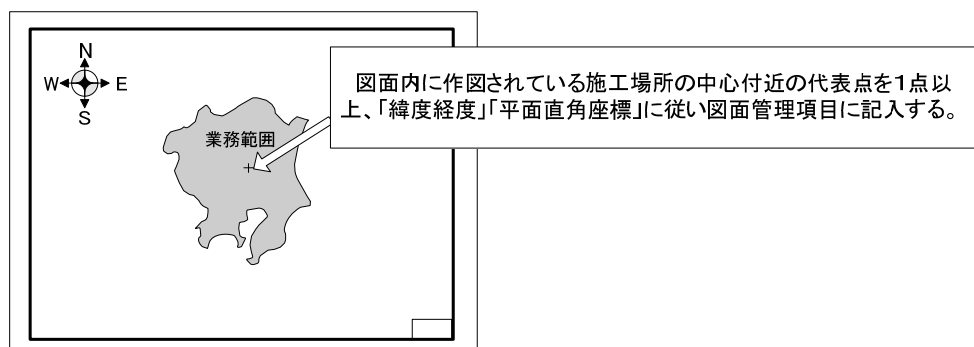 N
W E
S
業務範囲
図面内に作図されている施工場所の中心付近の代表点を1点以
上、「緯度経度」「平面直角座標」に従い図面管理項目に記入する。